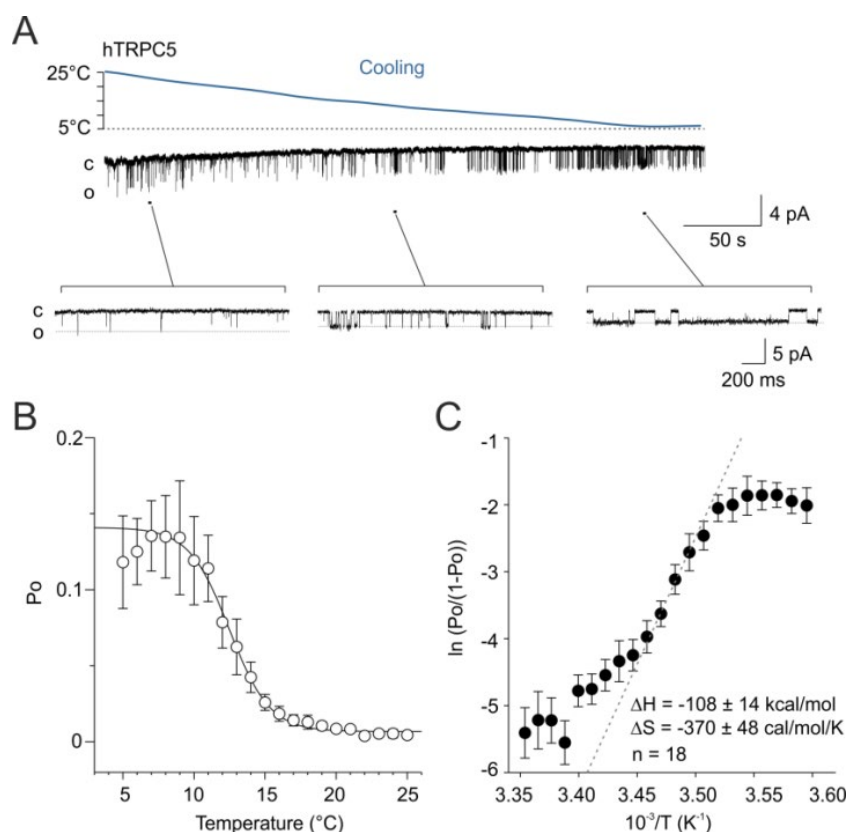 A
hTRPC5
Cooling
25°C
5°C
c
o
4 pA
50 s
c
o
5 pA
200 ms
B
C
0.2
0.1
0
Po
5 10 15 20 25
Temperature (°C)
-1
-2
-3
-4
-5
-6
ln (Po/(1-Po))
ΔH = -108 ± 14 kcal/mol
ΔS = -370 ± 48 cal/mol/K
n = 18
3.35 3.40 3.45 3.50 3.55 3.60
10⁻³/T (K⁻¹)